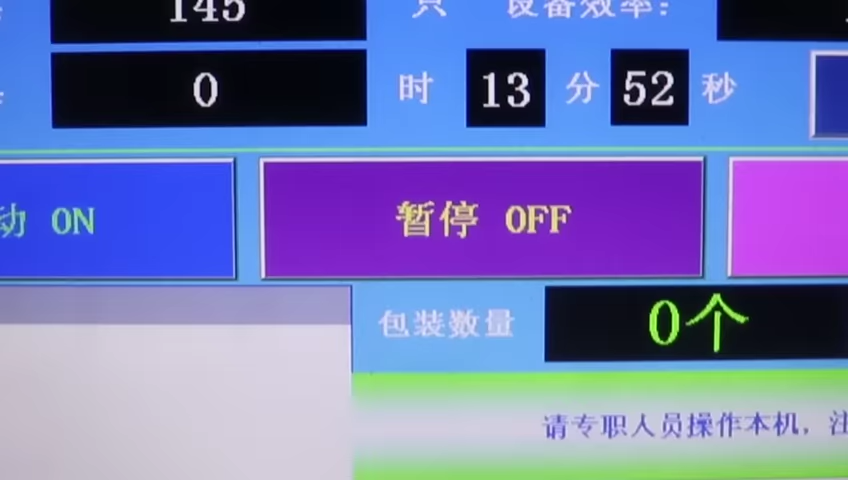 145 只 设备效率:
0 时 13 分 52 秒
动 ON 暂停 OFF
包装数量 0个
请专职人员操作本机,注